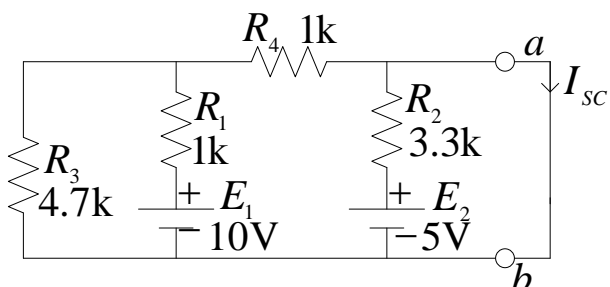 R4 1k
a
ISC
R1
1k
R2
3.3k
R3
4.7k
+ E1
− 10V
+ E2
−5V
b